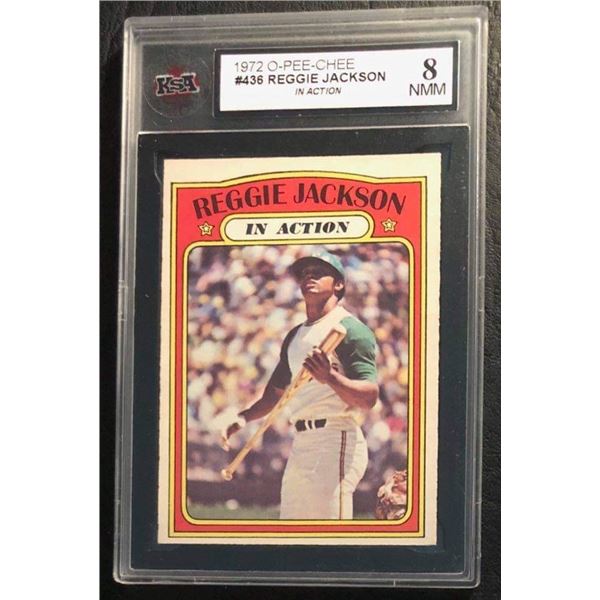 KSA
1972 O-PEE-CHEE
#436 REGGIE JACKSON
IN ACTION
8
NMM
REGGIE JACKSON
IN ACTION